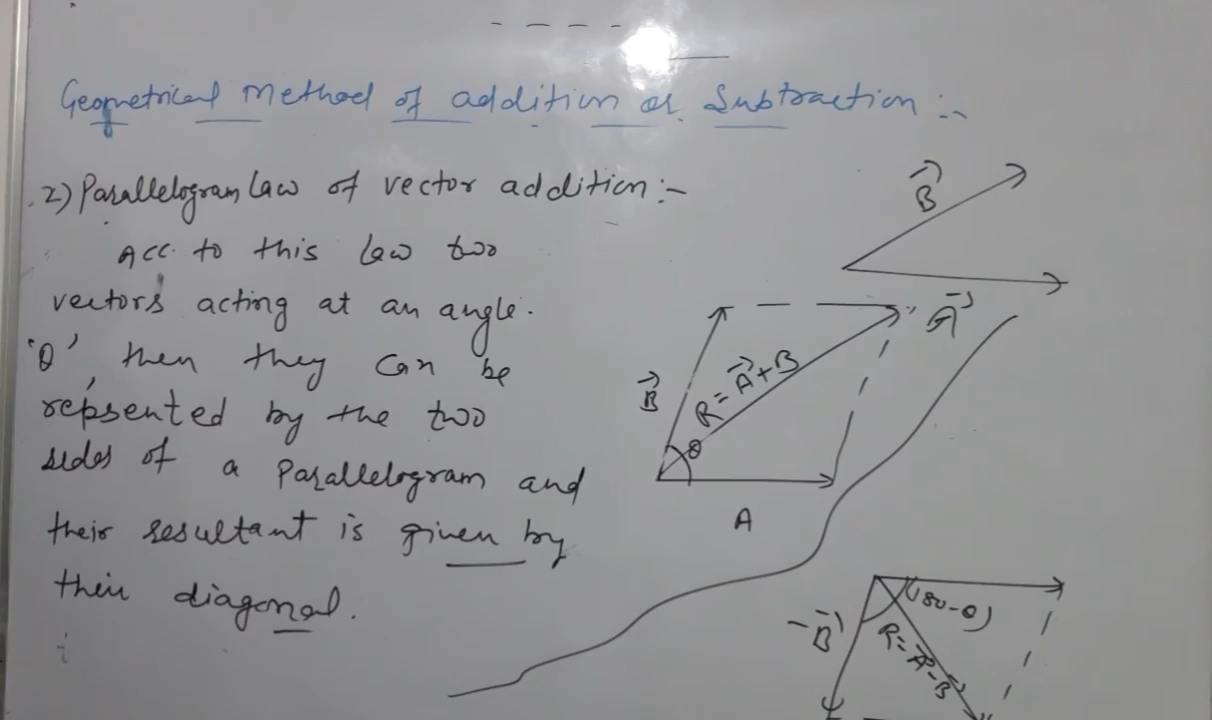 Geometrical Method of addition or Subtraction :-
2) Parallelogram Law of vector addition :-
Acc. to this law two
vectors acting at an angle.
'θ', then they can be
repsented by the two
sides of a Parallelogram and
their resultant is given by
their diagonal.
B⃗
A⃗
B⃗
R = A⃗ + B
θ
A
(180-θ)
-B⃗
R = A⃗ - B⃗